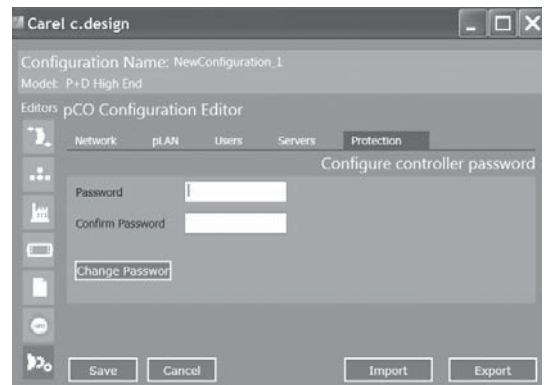 Carel c.design
Configuration Name: NewConfiguration_1
Model: P+D High End
Editors pCO Configuration Editor
Network pLAN Users Servers Protection
Configure controller password
Password
Confirm Password
Change Passwor
Save Cancel Import Export